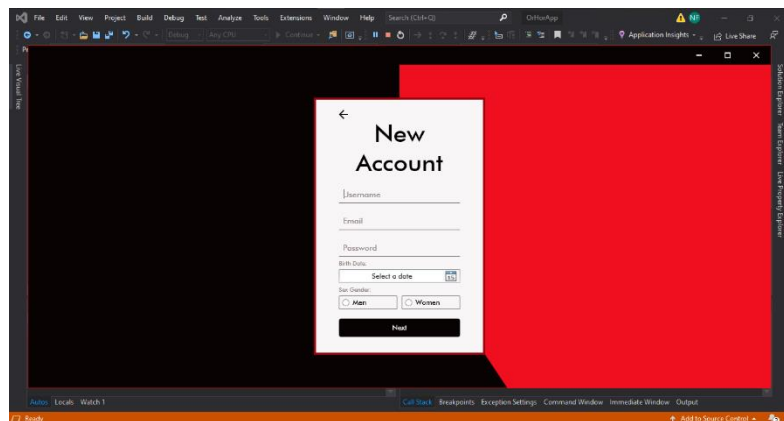 File Edit View Project Build Debug Test Analyze Tools Extensions Window Help Search (Ctrl+Q) OrHorApp NF
Debug Any CPU Continue Application Insights Live Share
Live Visual Tree
New
Account
Username
Email
Password
Birth Date:
Select a date 15
Sex Gender:
Men Women
Next
Solution Explorer Team Explorer Live Property Explorer
Autos Locals Watch 1 Call Stack Breakpoints Exception Settings Command Window Immediate Window Output
Ready Add to Source Control